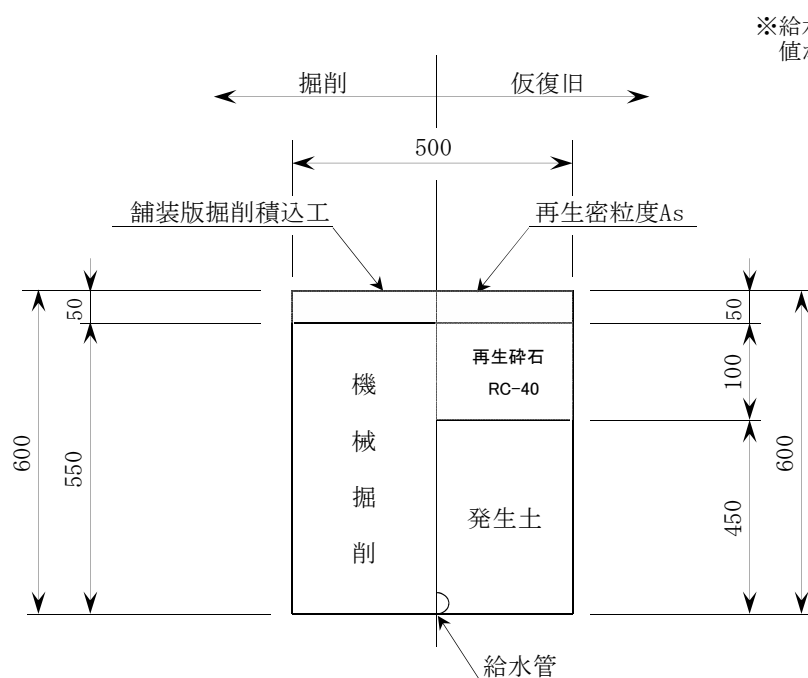 ※給水
値が
掘削
仮復旧
500
舗装版掘削積込工
再生密粒度As
50
50
再生砕石
RC-40
100
機
械
掘
削
600
550
600
450
発生土
給水管